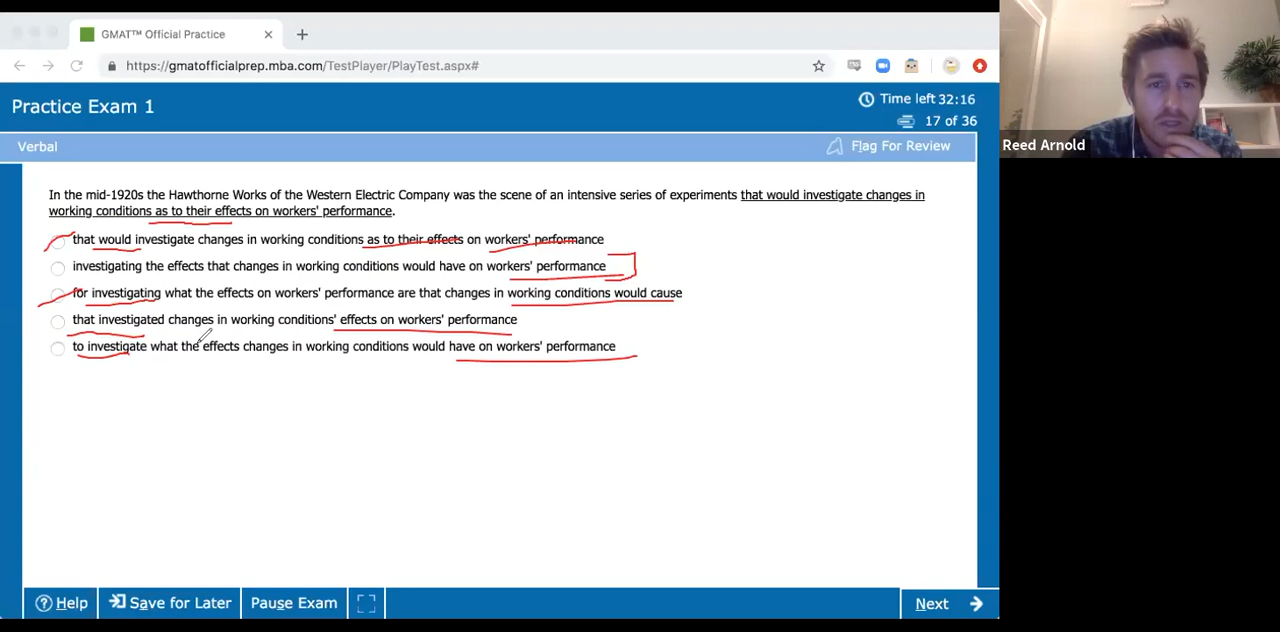 GMAT™ Official Practice
https://gmatofficialprep.mba.com/TestPlayer/PlayTest.aspx#
Practice Exam 1
Time left 32:16
17 of 36
Verbal
Flag For Review
In the mid-1920s the Hawthorne Works of the Western Electric Company was the scene of an intensive series of experiments that would investigate changes in
working conditions as to their effects on workers' performance.
that would investigate changes in working conditions as to their effects on workers' performance
investigating the effects that changes in working conditions would have on workers' performance
for investigating what the effects on workers' performance are that changes in working conditions would cause
that investigated changes in working conditions' effects on workers' performance
to investigate what the effects changes in working conditions would have on workers' performance
Help
Save for Later
Pause Exam
Next
Reed Arnold